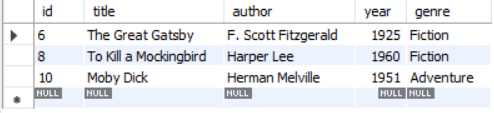 id title author year genre
6 The Great Gatsby F. Scott Fitzgerald 1925 Fiction
8 To Kill a Mockingbird Harper Lee 1960 Fiction
10 Moby Dick Herman Melville 1951 Adventure
NULL NULL NULL NULL NULL